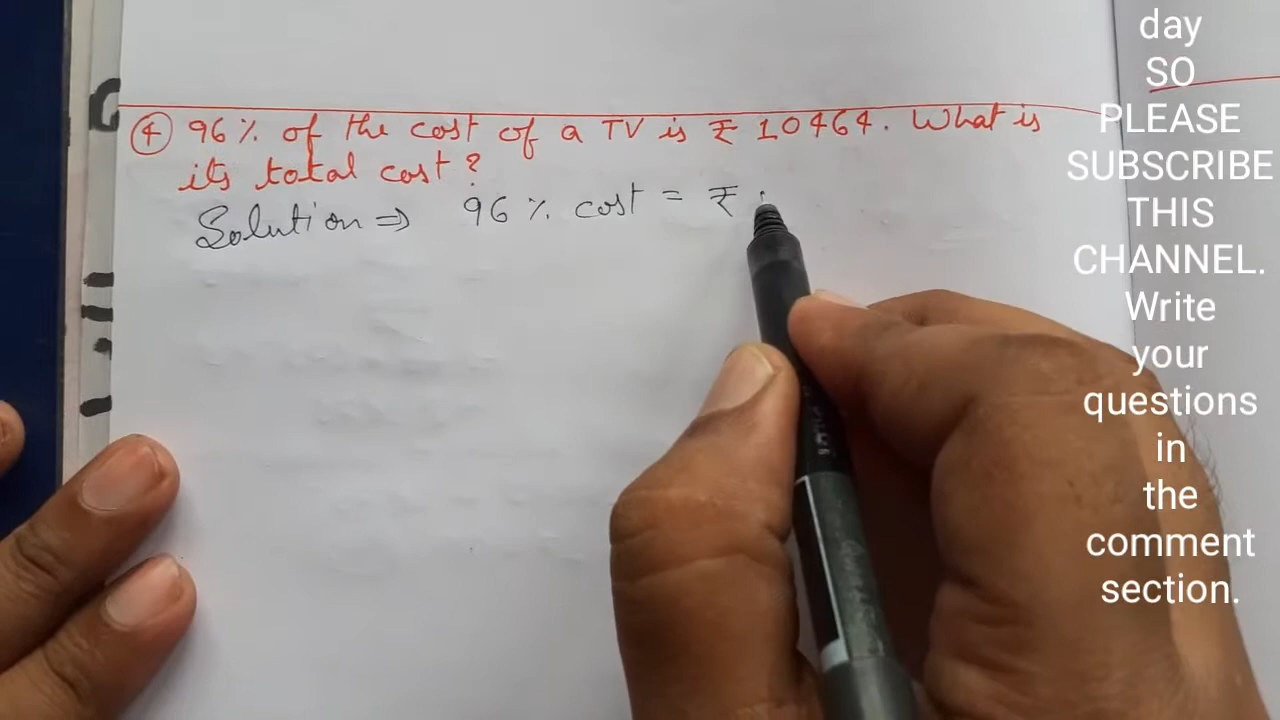 ④ 96% of the cost of a TV is ₹ 10464. What is
its total cost?
Solution ⇒ 96% cost = ₹
day
SO
PLEASE
SUBSCRIBE
THIS
CHANNEL.
Write
your
questions
in
the
comment
section.